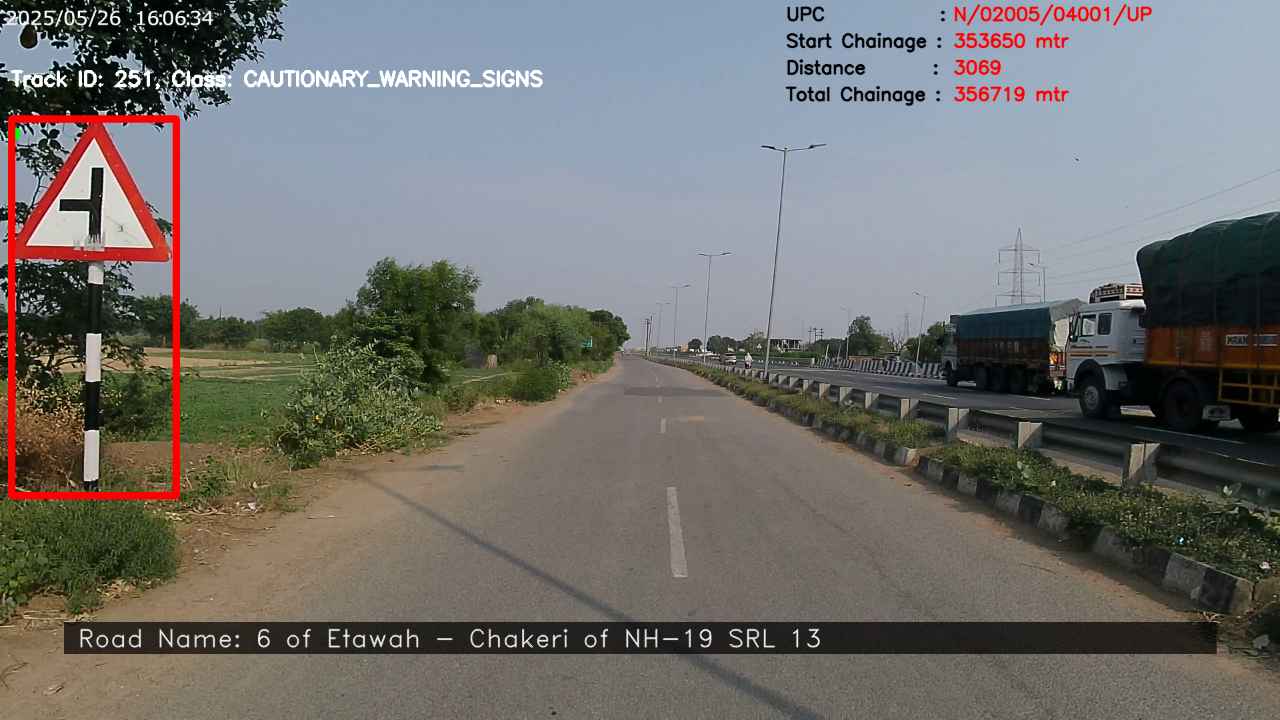 2025/05/26 16:06:34
UPC : N/02005/04001/UP
Start Chainage : 353650 mtr
Distance : 3069
Total Chainage : 356719 mtr
Track ID: 251, Class: CAUTIONARY_WARNING_SIGNS
Road Name: 6 of Etawah - Chakeri of NH-19 SRL 13